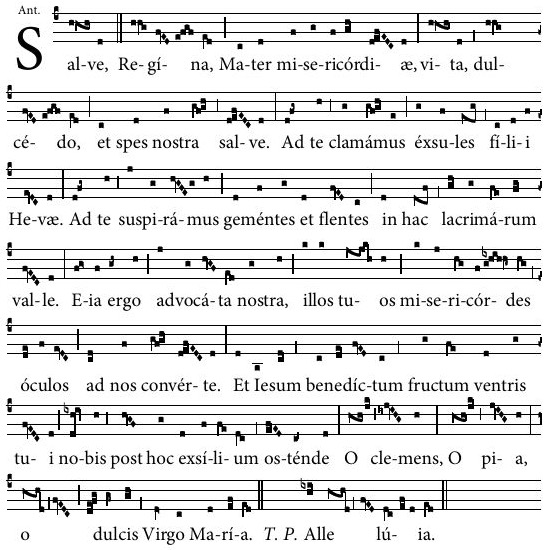 Ant.
Sal-ve, Re-gí-na, Ma-ter mi-se-ricórdi-æ, vi-ta, dul-
cé-do, et spes nostra sal-ve. Ad te clamámus éxsu-les fí-li-i
He-væ. Ad te suspi-rá-mus geméntes et flentes in hac lacrimá-rum
val-le. E-ia ergo advocá-ta nostra, illos tu-os mi-se-ri-cór-des
óculos ad nos convér-te. Et Iesum benedíc-tum fructum ventris
tu-i no-bis post hoc exsí-li-um os-ténde O cle-mens, O pi-a,
o dulcis Virgo Ma-rí-a. T. P. Alle lú-ia.